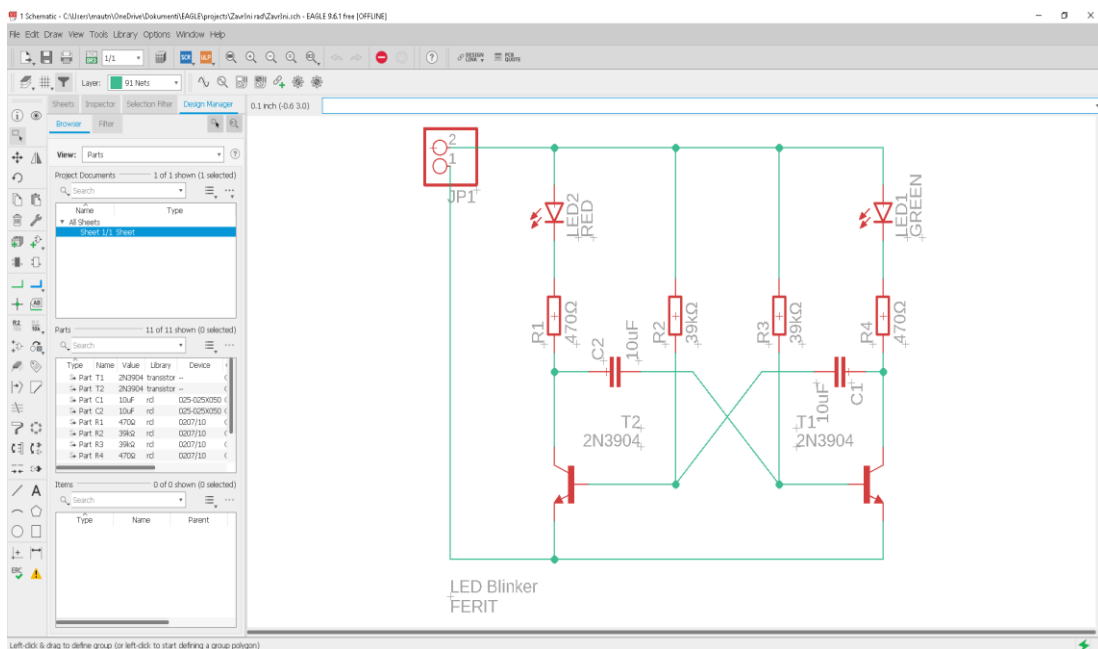 1 Schematic - C:\Users\mautn\OneDrive\Dokumenti\EAGLE\projects\Završni rad\Završni.sch - EAGLE 9.6.1 free [OFFLINE]
File Edit Draw View Tools Library Options Window Help
1/1
SCR
ULP
DESIGN LINK
PCB QUOTE
Layer: 91 Nets
Sheets Inspector Selection Filter Design Manager
0.1 inch (-0.6 3.0)
Browser Filter
View: Parts
Project Documents 1 of 1 shown (1 selected)
Search
Name Type
All Sheets
Sheet 1/1 Sheet
Parts 11 of 11 shown (0 selected)
Search
Type Name Value Library Device
Part T1 2N3904 transistor --
Part T2 2N3904 transistor --
Part C1 10uF rcl 025-025X050
Part C2 10uF rcl 025-025X050
Part R1 470Ω rcl 0207/10
Part R2 39kΩ rcl 0207/10
Part R3 39kΩ rcl 0207/10
Part R4 470Ω rcl 0207/10
Items 0 of 0 shown (0 selected)
Search
Type Name Parent
ERC
2
1
JP1
LED2
RED
LED1
GREEN
R1
470Ω
R2
39kΩ
R3
39kΩ
R4
470Ω
C2
10uF
10uF
C1
T2
2N3904
T1
2N3904
LED Blinker
FERIT
Left-click & drag to define group (or left-click to start defining a group polygon)